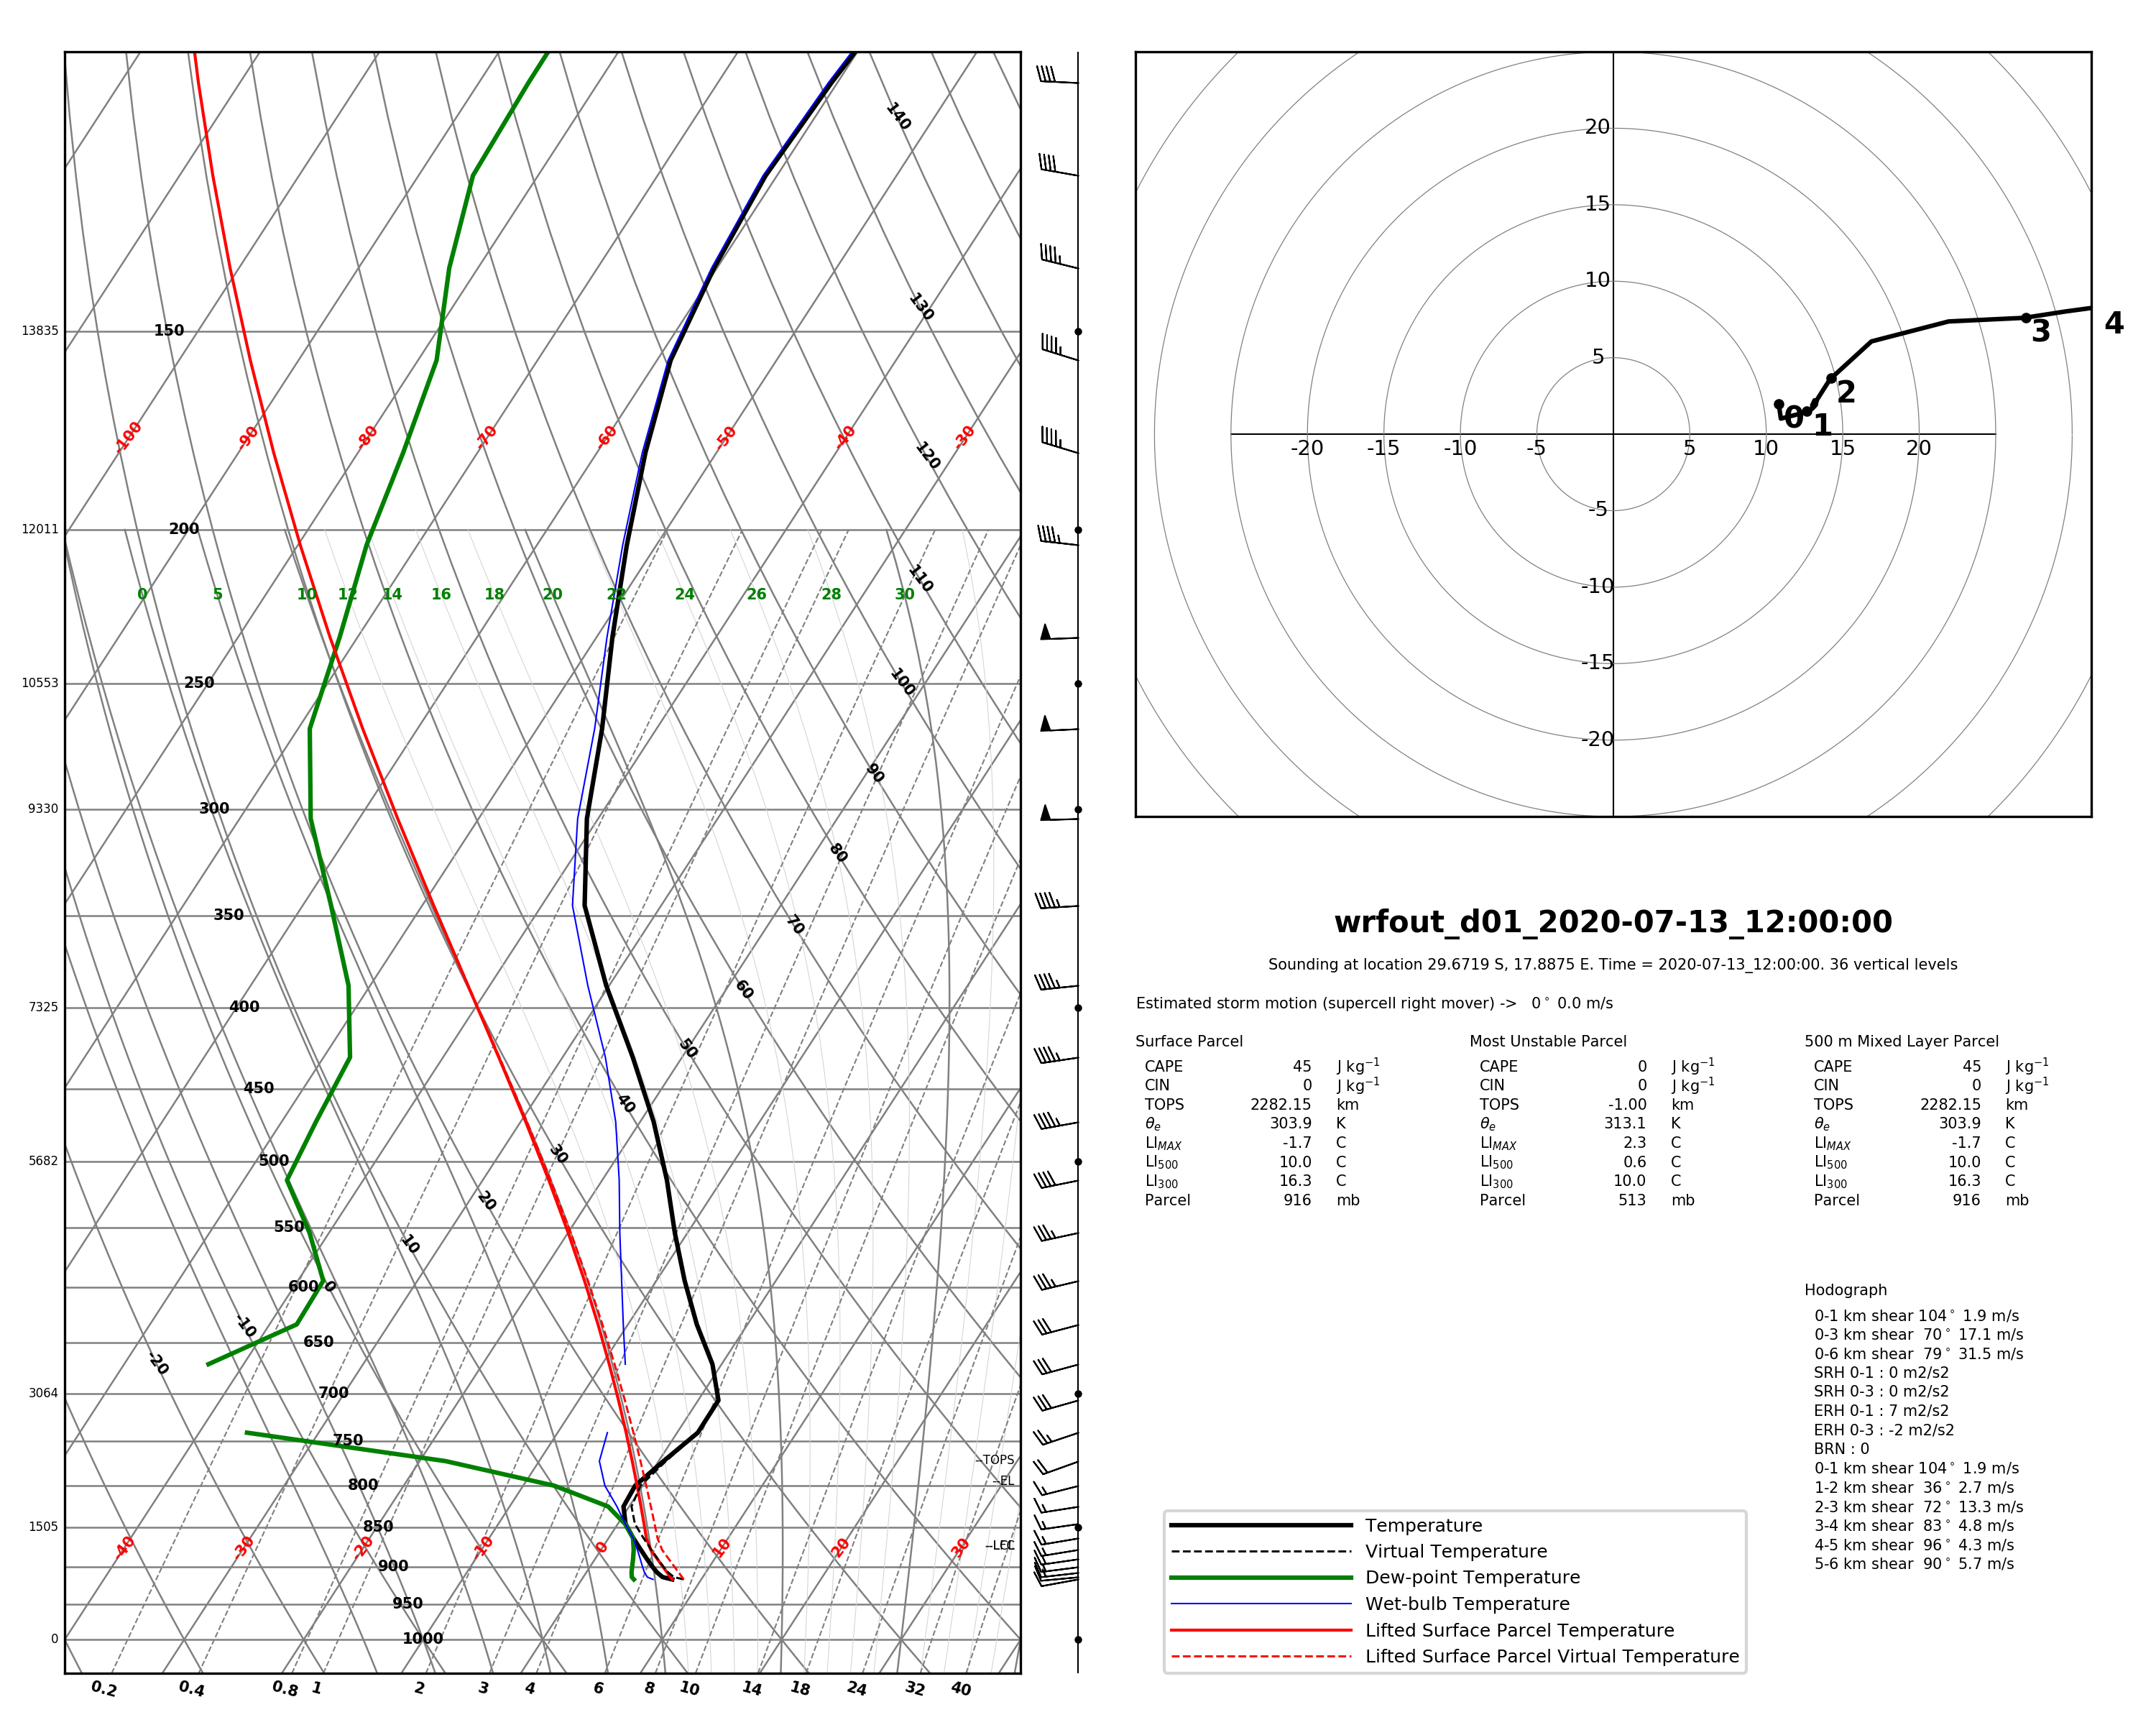 140
130
13835 150
-100 -90 -80 -70 -60 -50 -40 -30
120
12011 200
110
0 5 10 12 14 16 18 20 22 24 26 28 30
10553 250
100
90
9330 300
80
350
70
7325 400
60
50
450
40
5682 500
30
20
550
10
600 0
-10
650
-20
3064 700
750
--TOPS
800
--EL
1505 850
-40 -30 -20 -10 0 10 20 30
900
950
0 1000
0.2 0.4 0.8 1 2 3 4 6 8 10 14 18 24 32 40
20
15
10
5
-20 -15 -10 -5 5 10 15 20
-5
-10
-15
-20
0 1 2 3 4
wrfout_d01_2020-07-13_12:00:00
Sounding at location 29.6719 S, 17.8875 E. Time = 2020-07-13_12:00:00. 36 vertical levels
Estimated storm motion (supercell right mover) -> 0° 0.0 m/s
Surface Parcel Most Unstable Parcel 500 m Mixed Layer Parcel
CAPE 45 J kg⁻¹ CAPE 0 J kg⁻¹ CAPE 45 J kg⁻¹
CIN 0 J kg⁻¹ CIN 0 J kg⁻¹ CIN 0 J kg⁻¹
TOPS 2282.15 km TOPS -1.00 km TOPS 2282.15 km
θe 303.9 K θe 313.1 K θe 303.9 K
LIMAX -1.7 C LIMAX 2.3 C LIMAX -1.7 C
LI500 10.0 C LI500 0.6 C LI500 10.0 C
LI300 16.3 C LI300 10.0 C LI300 16.3 C
Parcel 916 mb Parcel 513 mb Parcel 916 mb
Hodograph
0-1 km shear 104° 1.9 m/s
0-3 km shear 70° 17.1 m/s
0-6 km shear 79° 31.5 m/s
SRH 0-1 : 0 m2/s2
SRH 0-3 : 0 m2/s2
ERH 0-1 : 7 m2/s2
ERH 0-3 : -2 m2/s2
BRN : 0
0-1 km shear 104° 1.9 m/s
1-2 km shear 36° 2.7 m/s
2-3 km shear 72° 13.3 m/s
3-4 km shear 83° 4.8 m/s
4-5 km shear 96° 4.3 m/s
5-6 km shear 90° 5.7 m/s
Temperature
Virtual Temperature
Dew-point Temperature
Wet-bulb Temperature
Lifted Surface Parcel Temperature
Lifted Surface Parcel Virtual Temperature